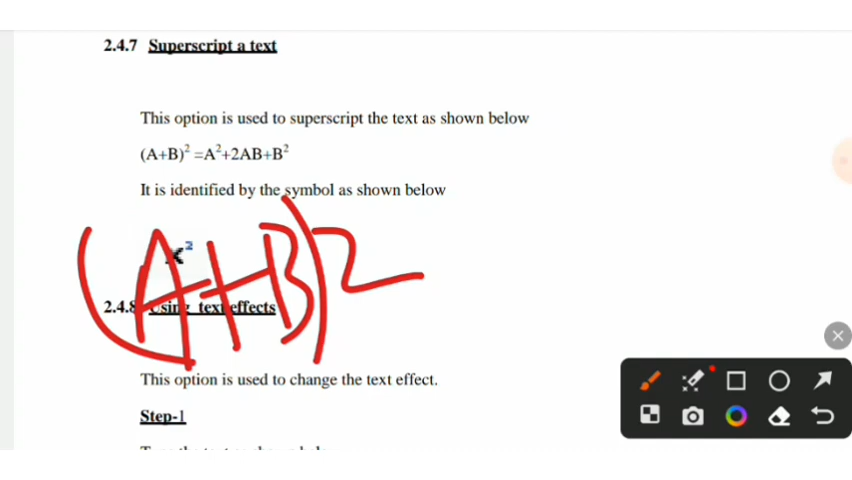 2.4.7 Superscript a text
This option is used to superscript the text as shown below
(A+B)² =A²+2AB+B²
It is identified by the symbol as shown below
x²
(A+B)2
2.4.8 Using text effects
This option is used to change the text effect.
Step-1